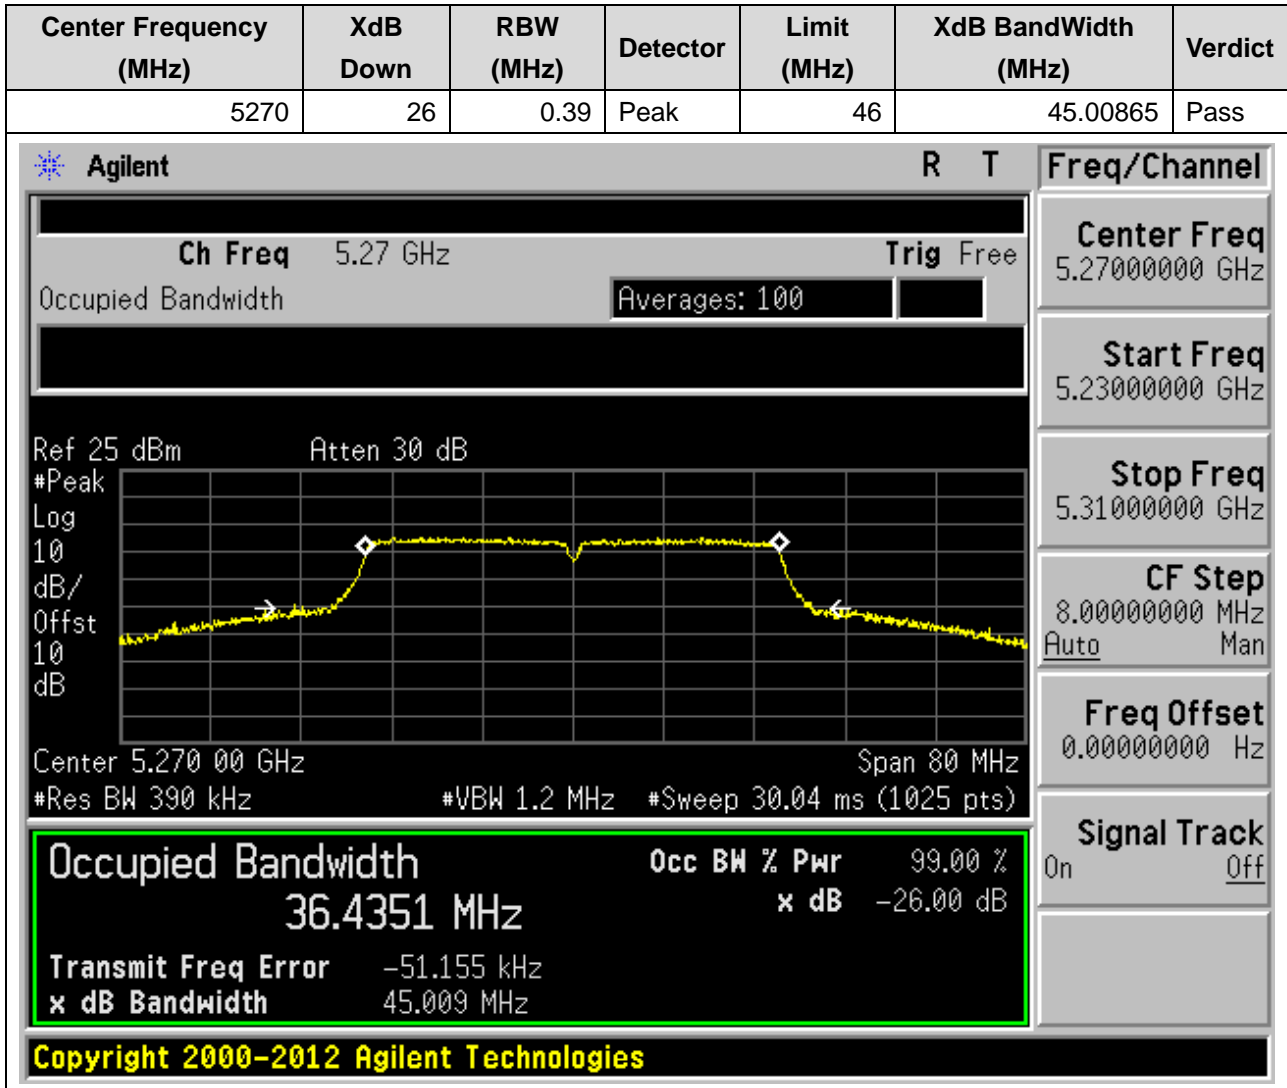 Center Frequency (MHz) XdB Down RBW (MHz) Detector Limit (MHz) XdB BandWidth (MHz) Verdict
5270 26 0.39 Peak 46 45.00865 Pass
Agilent R T Freq/Channel
Ch Freq 5.27 GHz Trig Free
Occupied Bandwidth Averages: 100
Center Freq
5.27000000 GHz
Start Freq
5.23000000 GHz
Stop Freq
5.31000000 GHz
CF Step
8.00000000 MHz
Auto Man
Freq Offset
0.00000000 Hz
Signal Track
On Off
Ref 25 dBm Atten 30 dB
#Peak
Log
10
dB/
Offst
10
dB
Center 5.270 00 GHz Span 80 MHz
#Res BW 390 kHz #VBW 1.2 MHz #Sweep 30.04 ms (1025 pts)
Occupied Bandwidth Occ BW % Pwr 99.00 %
36.4351 MHz x dB -26.00 dB
Transmit Freq Error -51.155 kHz
x dB Bandwidth 45.009 MHz
Copyright 2000-2012 Agilent Technologies